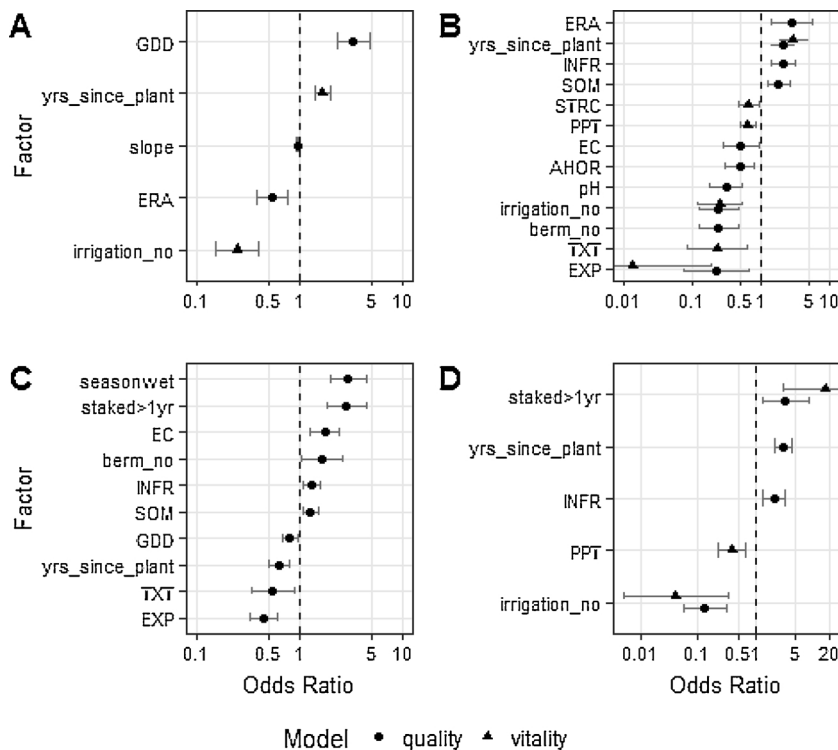 A
Factor
GDD
yrs_since_plant
slope
ERA
irrigation_no
0.1 0.5 1 5 10
B
ERA
yrs_since_plant
INFR
SOM
STRC
PPT
EC
AHOR
pH
irrigation_no
berm_no
TXT
EXP
0.01 0.1 0.5 1 5 10
C
Factor
seasonwet
staked>1yr
EC
berm_no
INFR
SOM
GDD
yrs_since_plant
TXT
EXP
0.1 0.5 1 5 10
Odds Ratio
D
staked>1yr
yrs_since_plant
INFR
PPT
irrigation_no
0.01 0.1 0.5 1 5 20
Odds Ratio
Model quality vitality